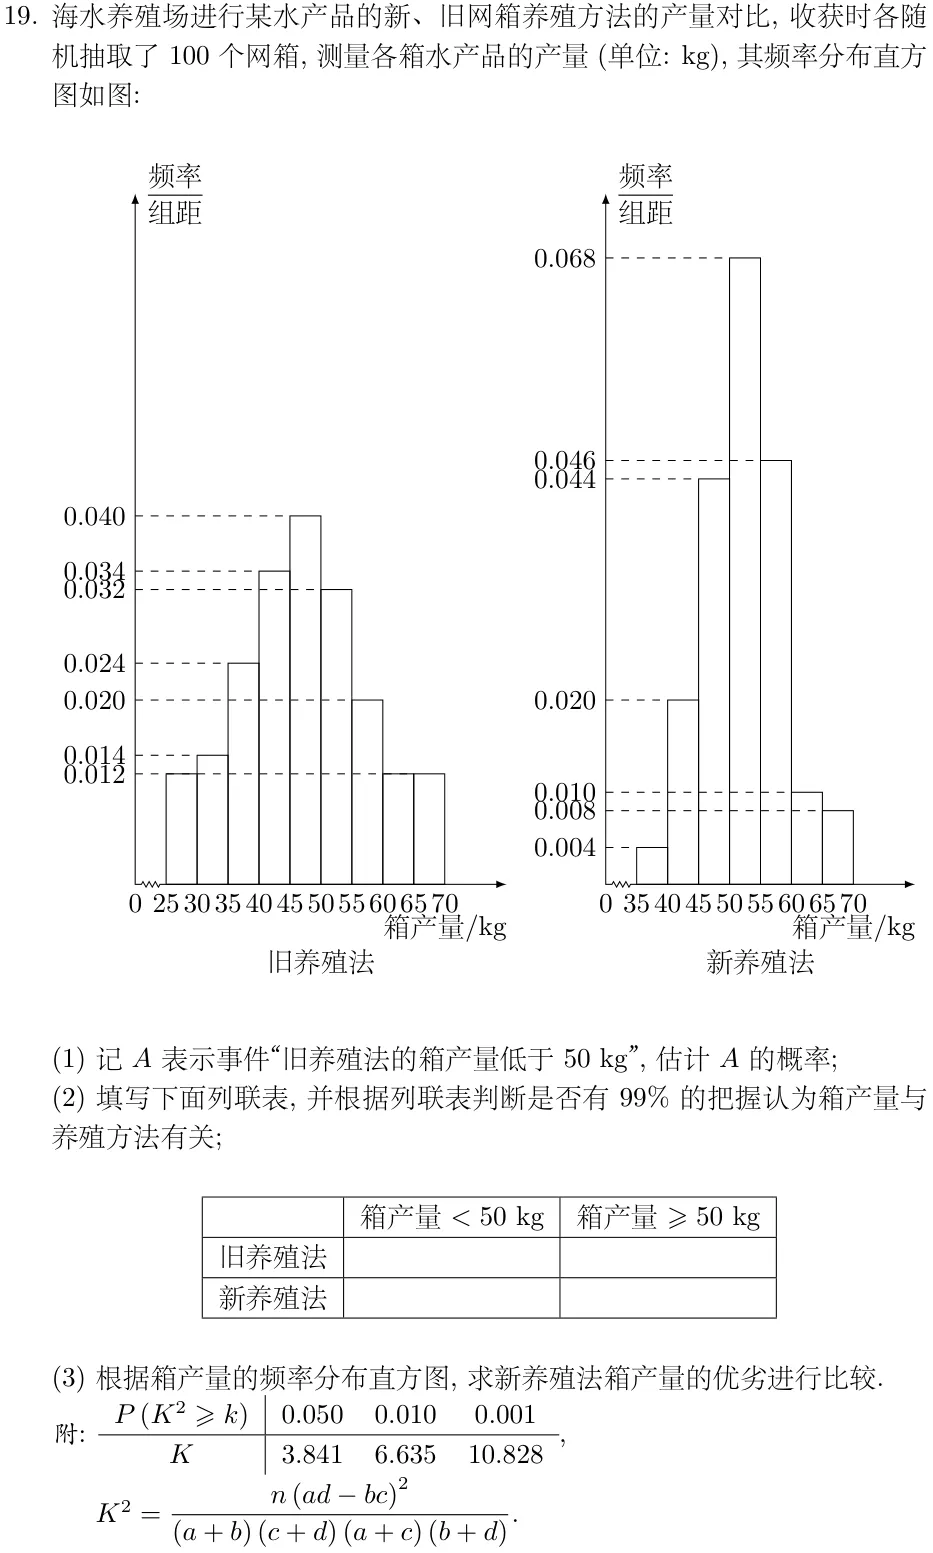 19. 海水养殖场进行某水产品的新、旧网箱养殖方法的产量对比, 收获时各随
机抽取了 100 个网箱, 测量各箱水产品的产量 (单位: kg), 其频率分布直方
图如图:
频率
组距
0.040
0.034
0.032
0.024
0.020
0.014
0.012
0 25 30 35 40 45 50 55 60 65 70
箱产量/kg
旧养殖法
频率
组距
0.068
0.046
0.044
0.020
0.010
0.008
0.004
0 35 40 45 50 55 60 65 70
箱产量/kg
新养殖法
(1) 记 A 表示事件“旧养殖法的箱产量低于 50 kg”, 估计 A 的概率;
(2) 填写下面列联表, 并根据列联表判断是否有 99% 的把握认为箱产量与
养殖方法有关;
箱产量 < 50 kg 箱产量 ⩾ 50 kg
旧养殖法
新养殖法
(3) 根据箱产量的频率分布直方图, 求新养殖法箱产量的优劣进行比较.
附: P (K² ⩾ k) 0.050 0.010 0.001
K 3.841 6.635 10.828 ,
K² = n (ad − bc)² / (a + b) (c + d) (a + c) (b + d) .